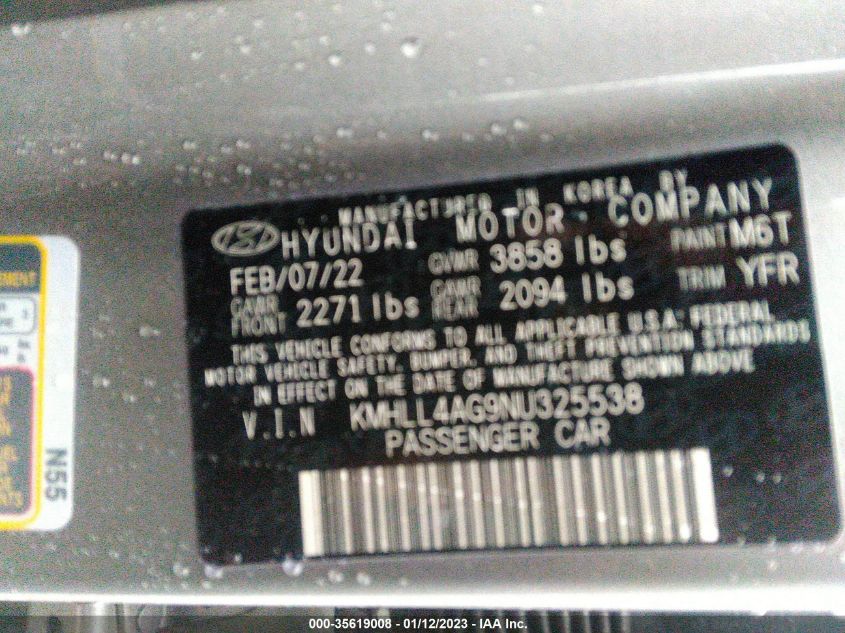 MANUFACTURED IN KOREA BY
HYUNDAI MOTOR COMPANY
FEB/07/22 GVWR 3858 lbs PAINT M6T
GAWR FRONT 2271 lbs GAWR REAR 2094 lbs TRIM YFR
THIS VEHICLE CONFORMS TO ALL APPLICABLE U.S.A. FEDERAL
MOTOR VEHICLE SAFETY, BUMPER, AND THEFT PREVENTION STANDARDS
IN EFFECT ON THE DATE OF MANUFACTURE SHOWN ABOVE
V.I.N KMHLL4AG9NU325538
PASSENGER CAR
N55
000-35619008 - 01/12/2023 - IAA Inc.